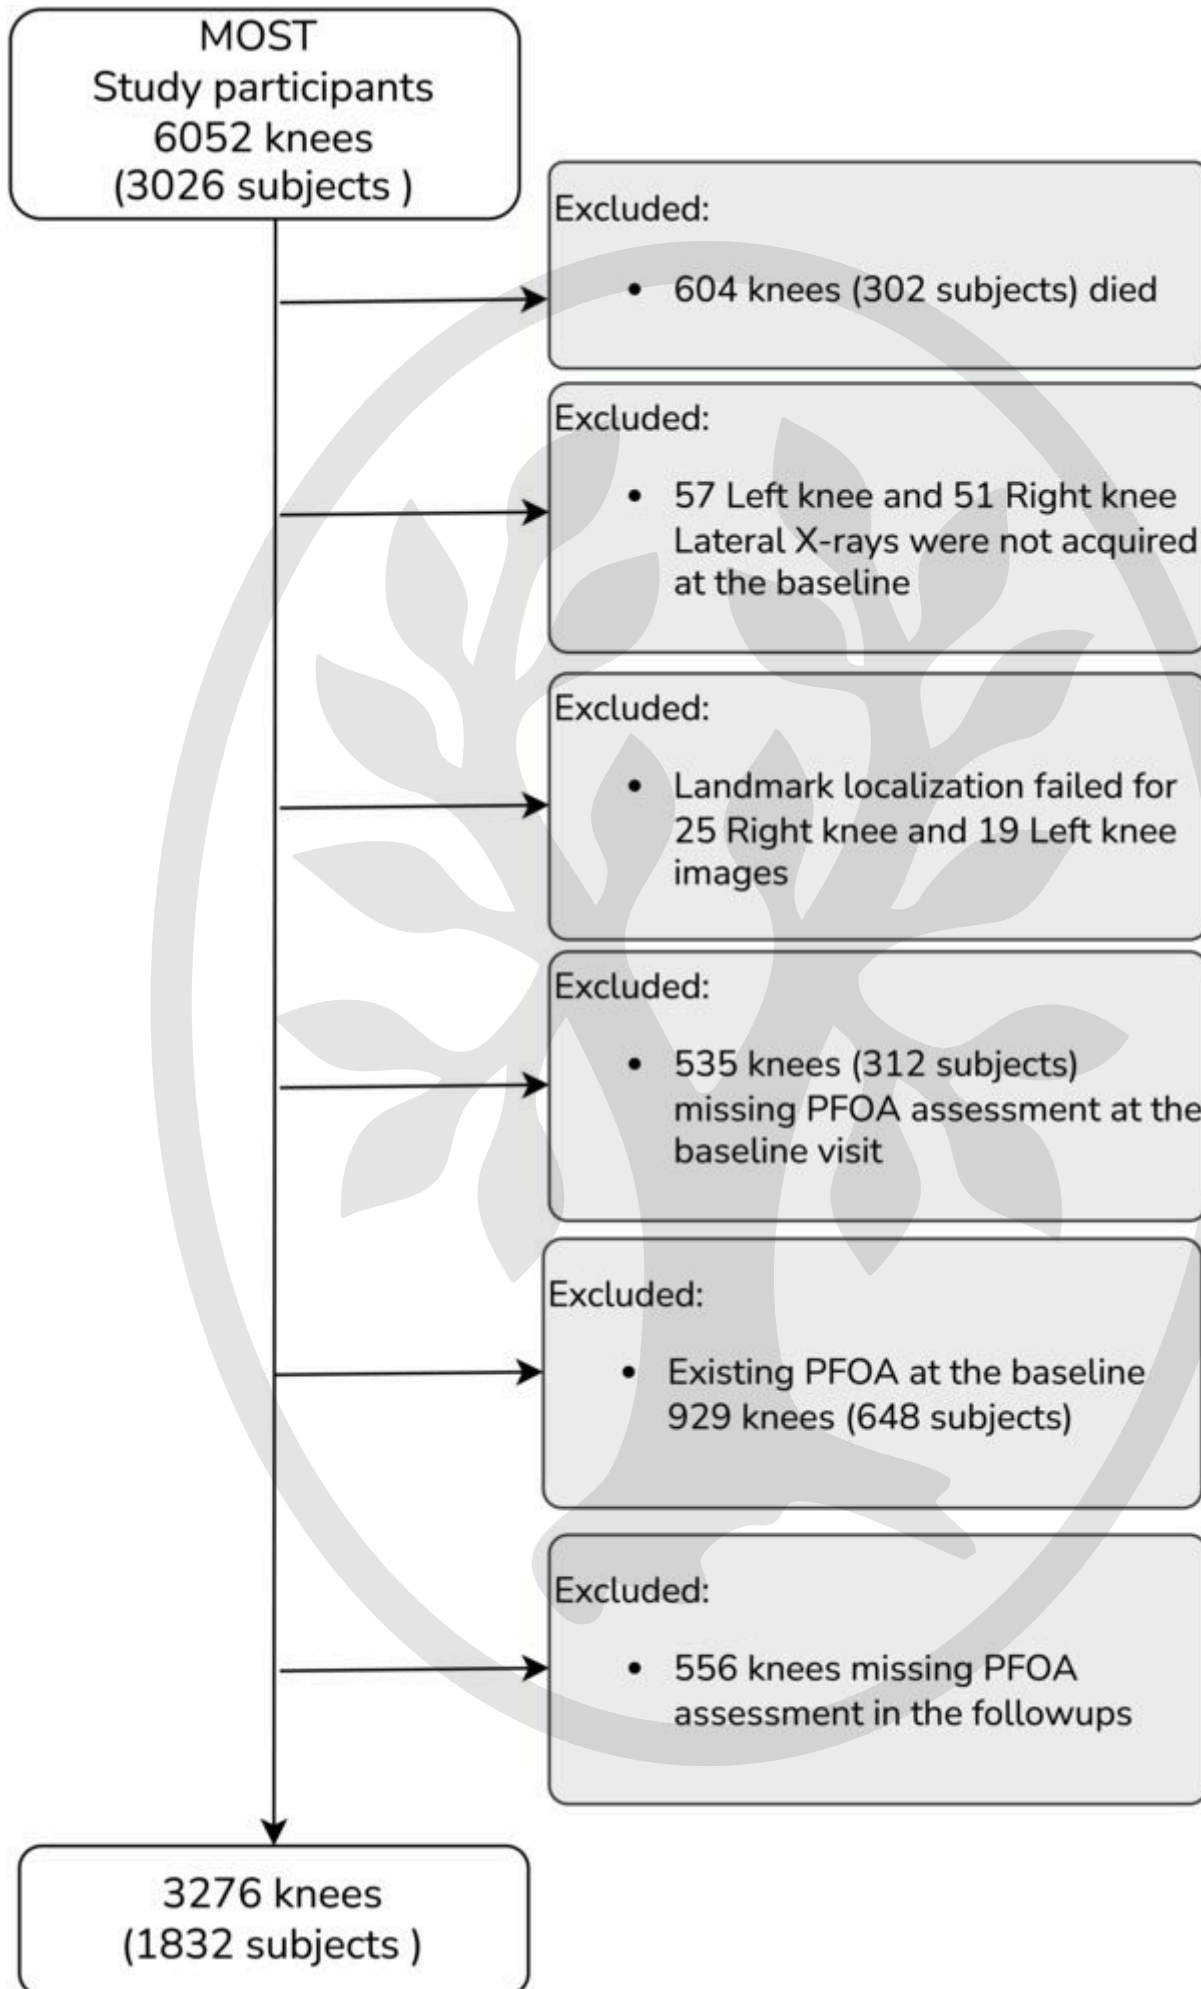 MOST
Study participants
6052 knees
(3026 subjects )
Excluded:
• 604 knees (302 subjects) died
Excluded:
• 57 Left knee and 51 Right knee
Lateral X-rays were not acquired
at the baseline
Excluded:
• Landmark localization failed for
25 Right knee and 19 Left knee
images
Excluded:
• 535 knees (312 subjects)
missing PFOA assessment at the
baseline visit
Excluded:
• Existing PFOA at the baseline
929 knees (648 subjects)
Excluded:
• 556 knees missing PFOA
assessment in the followups
3276 knees
(1832 subjects )